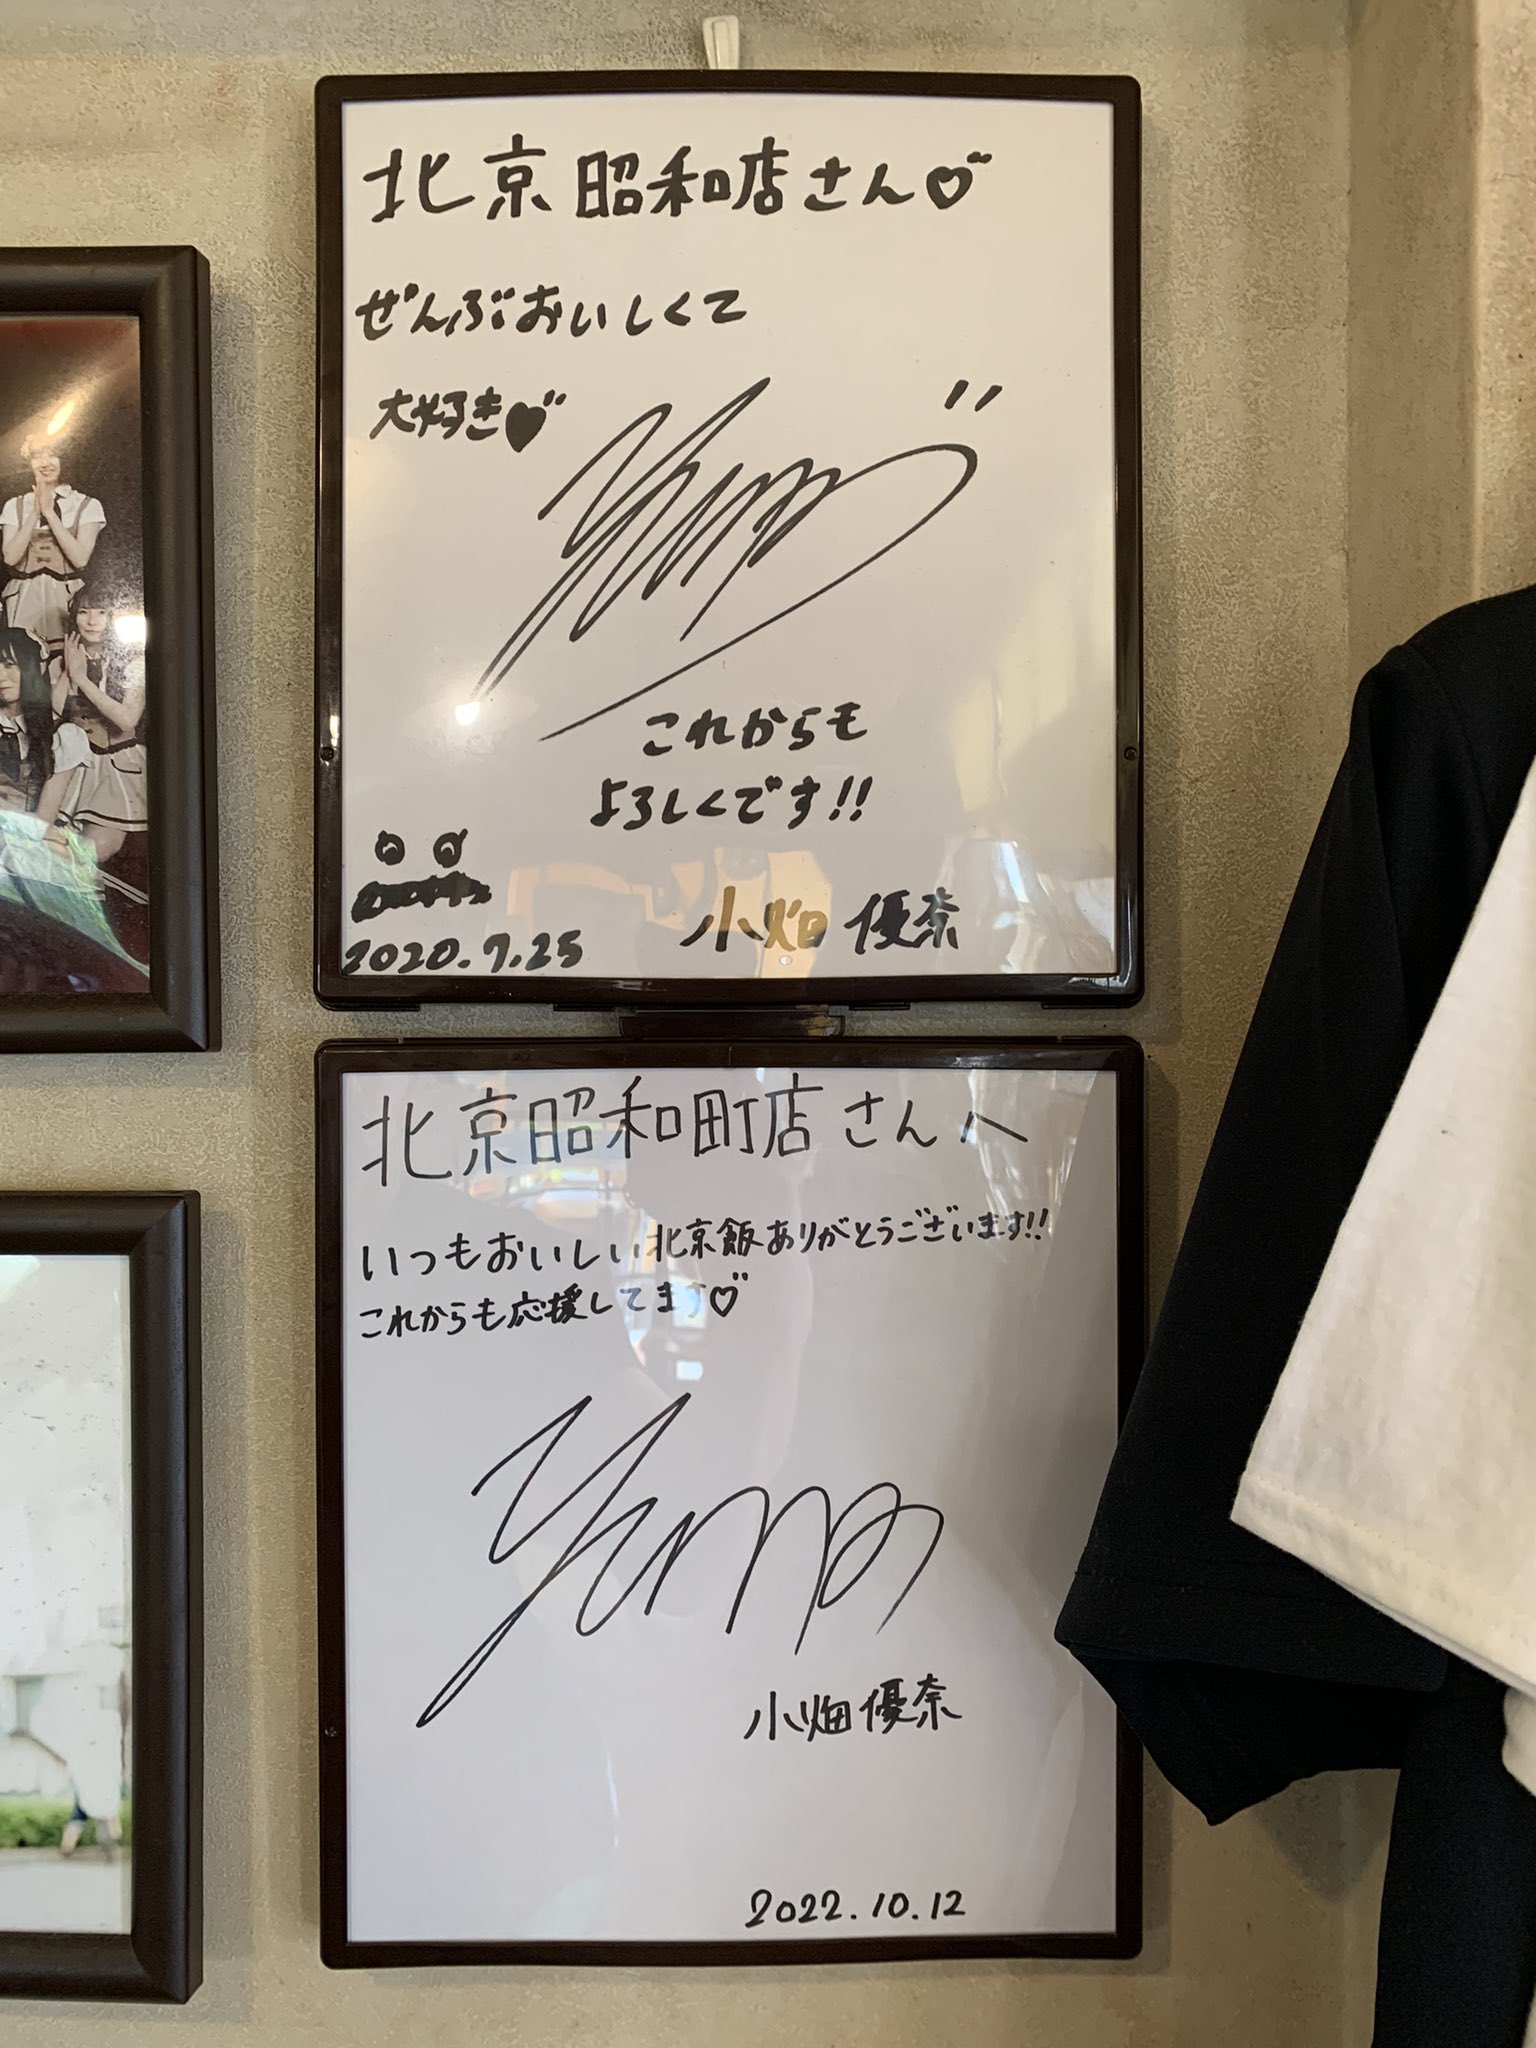 北京昭和店さん♡
ぜんぶおいしくて
大好き♥
Yuna
これからも
よろしくです!!
小畑優奈
2020.7.25
北京昭和町店さんへ
いつもおいしい北京飯ありがとうございます!!
これからも応援してます♡
Yuna
小畑優奈
2022.10.12